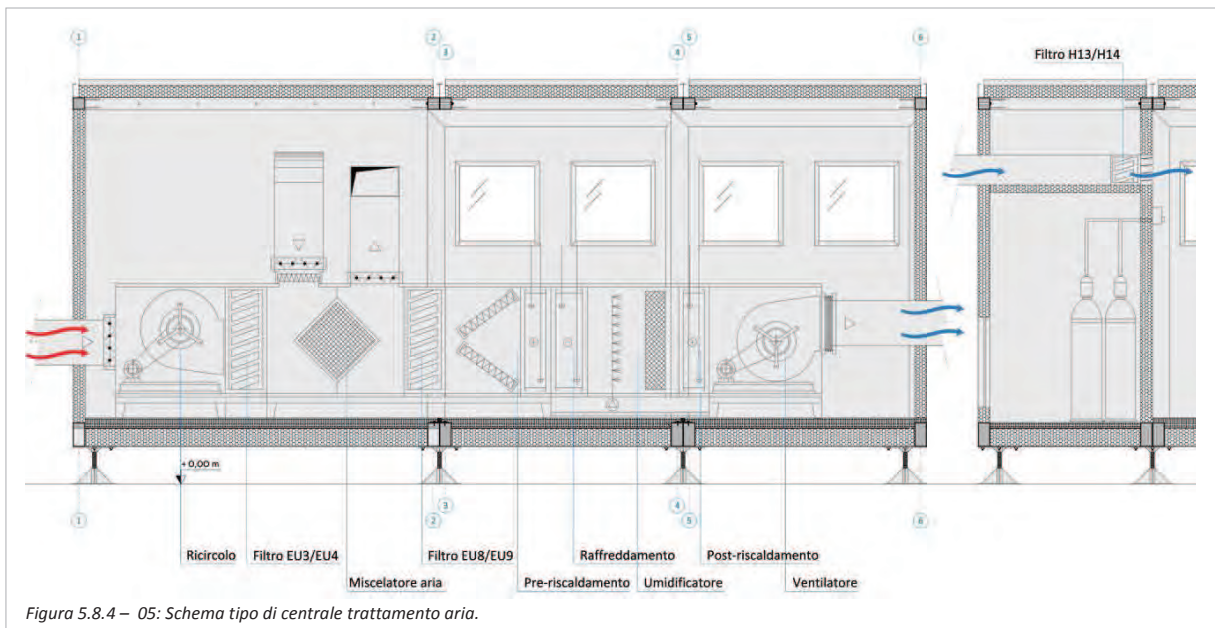 1
2
3
4
5
6
Filtro H13/H14
+ 0,00 m
1
2
3
4
5
6
Ricircolo
Filtro EU3/EU4
Filtro EU8/EU9
Raffreddamento
Post-riscaldamento
Miscelatore aria
Pre-riscaldamento
Umidificatore
Ventilatore
Figura 5.8.4 – 05: Schema tipo di centrale trattamento aria.